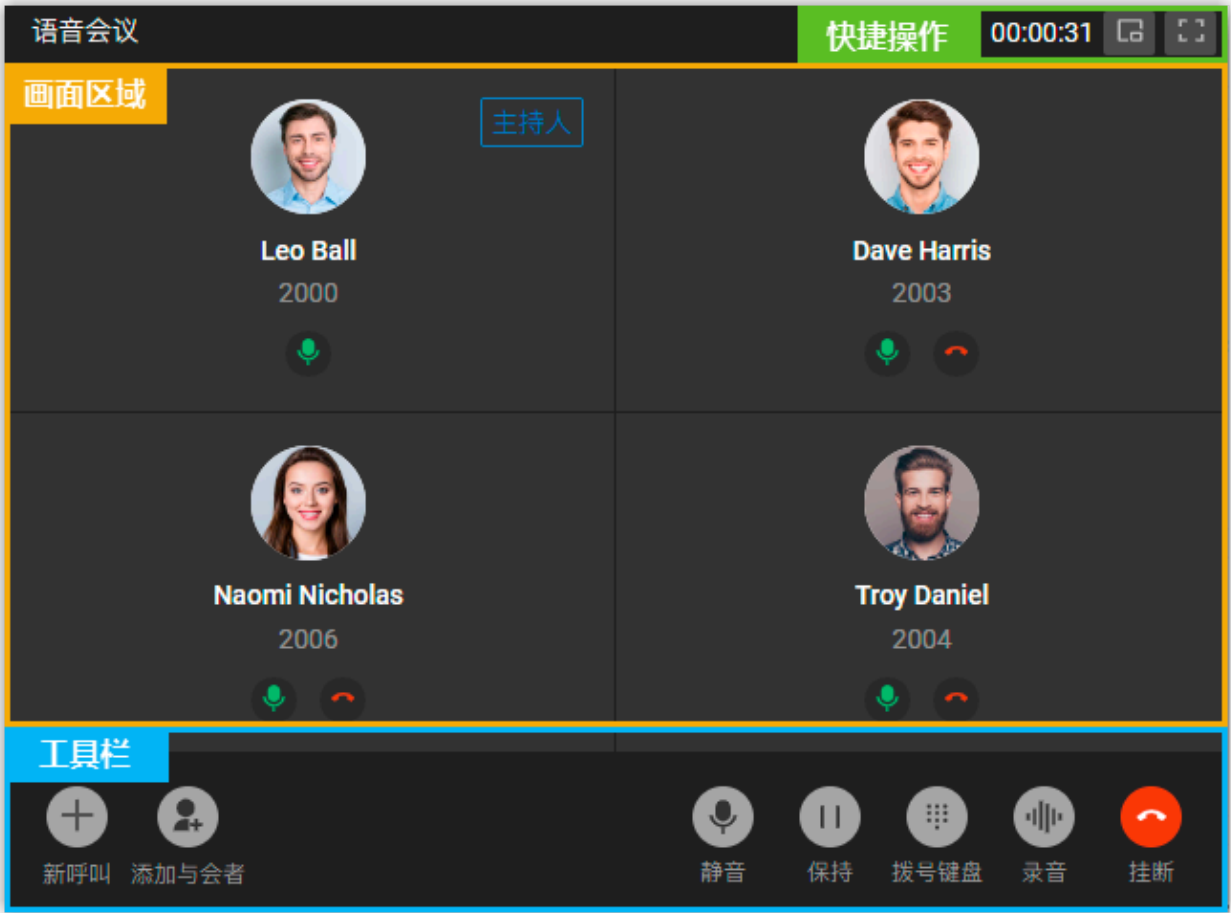 语音会议
快捷操作
00:00:31
画面区域
主持人
Leo Ball
2000
Dave Harris
2003
Naomi Nicholas
2006
Troy Daniel
2004
工具栏
新呼叫
添加与会者
静音
保持
拨号键盘
录音
挂断